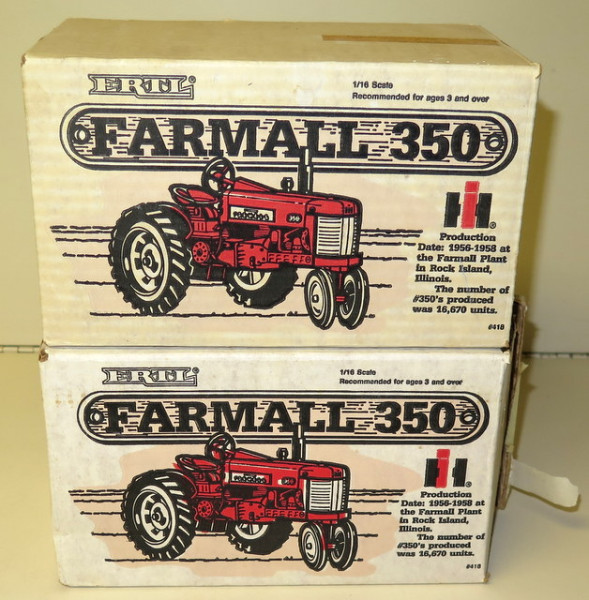 ERTL®
1/16 Scale
Recommended for ages 3 and over
FARMALL 350
IH®
Production
Date: 1956-1958 at
the Farmall Plant
in Rock Island,
Illinois.
The number of
#350's produced
was 16,670 units.
#418
350
ERTL®
1/16 Scale
Recommended for ages 3 and over
FARMALL 350
IH®
Production
Date: 1956-1958 at
the Farmall Plant
in Rock Island,
Illinois.
The number of
#350's produced
was 16,670 units.
#418